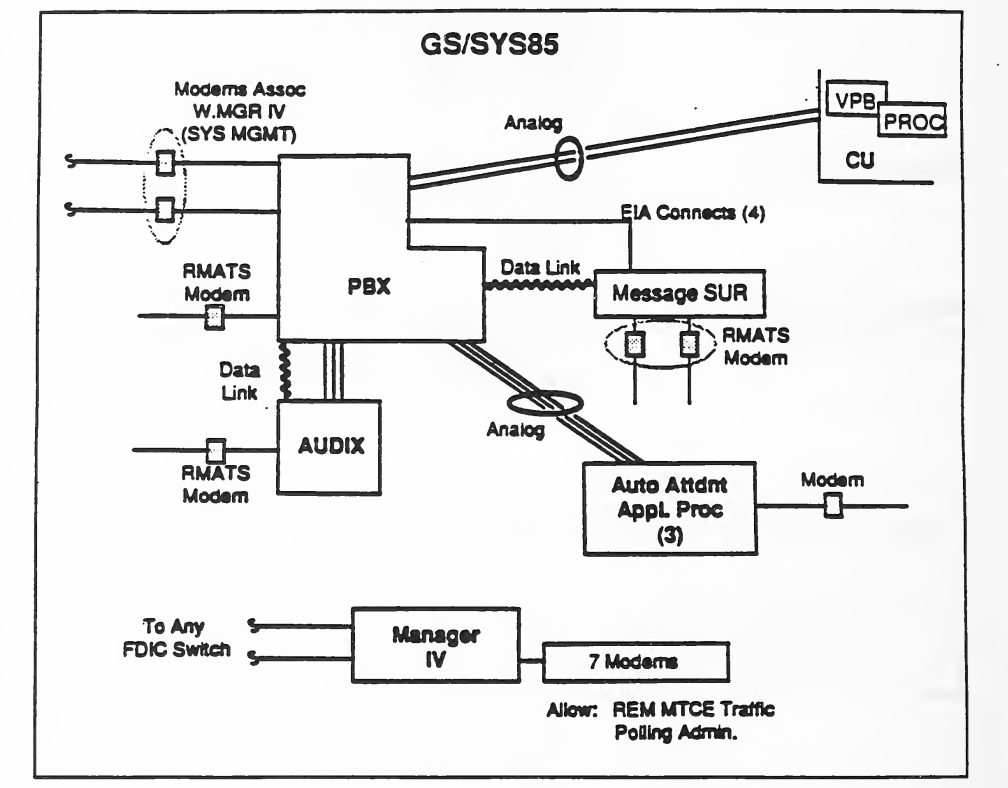 GS/SYS85
Modems Assoc
W.MGR IV
(SYS MGMT)
Analog
VPB
PROC
CU
EIA Connects (4)
RMATS
Modem
PBX
Data Link
Message SUR
RMATS
Modem
Data
Link
Analog
AUDIX
RMATS
Modem
Auto Attdnt
Appl. Proc
(3)
Modem
To Any
FDIC Switch
Manager
IV
7 Modems
Allow: REM MTCE Traffic
Polling Admin.